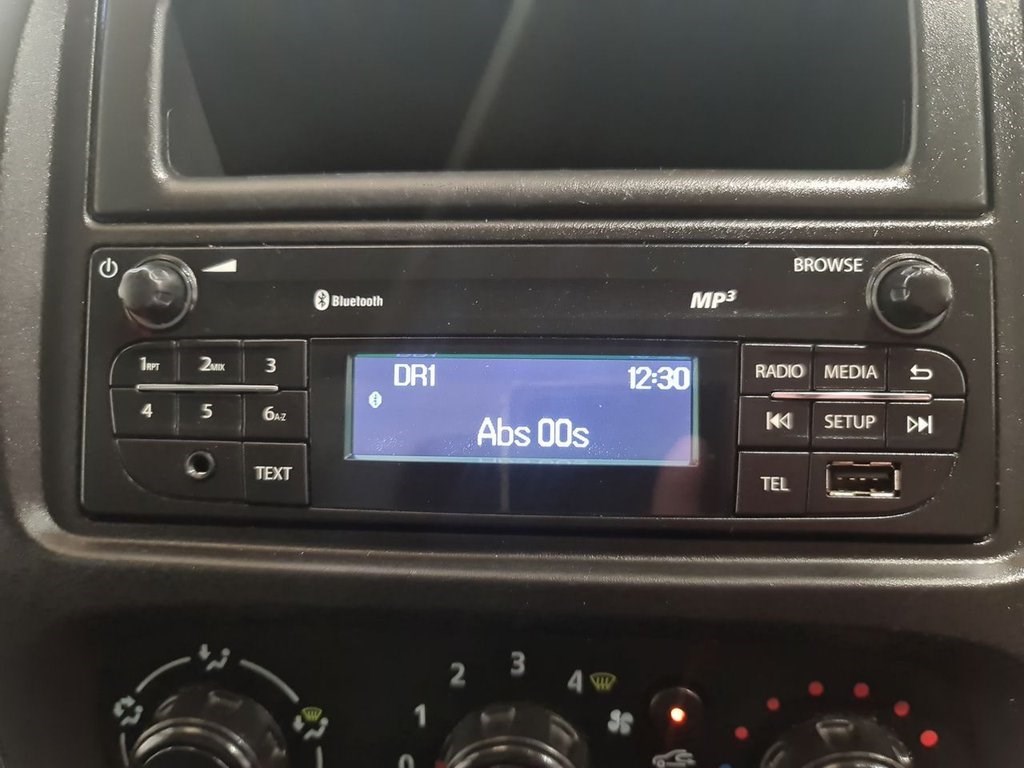 BROWSE
Bluetooth
MP3
1RPT 2MIX 3
RADIO MEDIA
DR1 12:30
4 5 6A-Z
SETUP
Abs 00s
TEXT
TEL
0 1 2 3 4